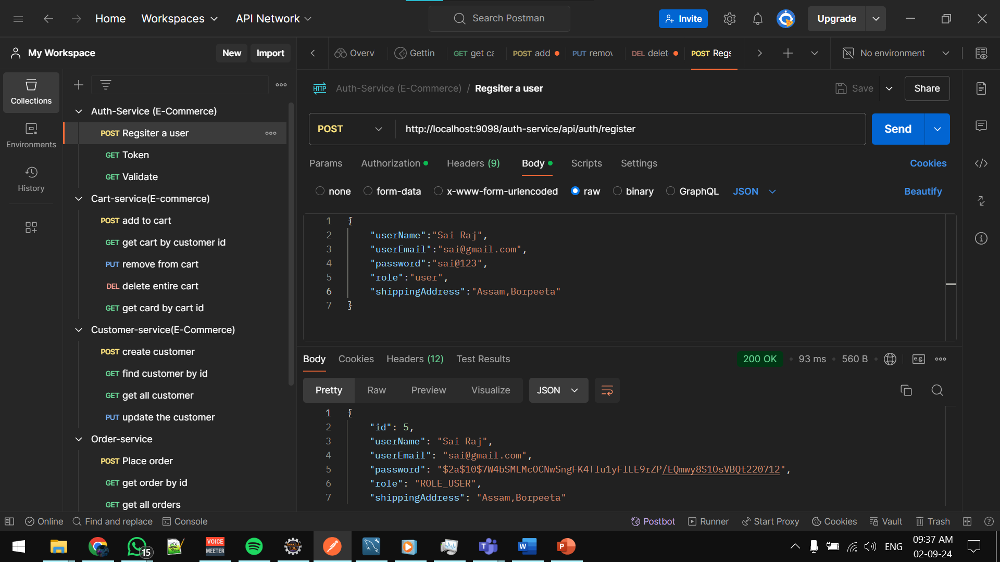 Home
Workspaces
API Network
Search Postman
Invite
Upgrade
My Workspace
New
Import
Overv
Gettin
GET get ca
POST add
PUT remov
DEL delet
POST Regs
No environment
Collections
Environments
History
Auth-Service (E-Commerce)
POST Regsiter a user
GET Token
GET Validate
Cart-service(E-commerce)
POST add to cart
GET get cart by customer id
PUT remove from cart
DEL delete entire cart
GET get card by cart id
Customer-service(E-Commerce)
POST create customer
GET find customer by id
GET get all customer
PUT update the customer
Order-service
POST Place order
GET get order by id
GET get all orders
HTTP Auth-Service (E-Commerce) / Regsiter a user
Save
Share
POST http://localhost:9098/auth-service/api/auth/register
Send
Params Authorization Headers (9) Body Scripts Settings
Cookies
none form-data x-www-form-urlencoded raw binary GraphQL JSON
Beautify
1 {
2 "userName":"Sai Raj",
3 "userEmail":"sai@gmail.com",
4 "password":"sai@123",
5 "role":"user",
6 "shippingAddress":"Assam,Borpeeta"
7 }
Body Cookies Headers (12) Test Results
200 OK 93 ms 560 B e.g.
Pretty Raw Preview Visualize JSON
1 {
2 "id": 5,
3 "userName": "Sai Raj",
4 "userEmail": "sai@gmail.com",
5 "password": "$2a$10$7W4bSMLMcOCNwSngFK4TIu1yFlLE9rZP/EQmwy8S1OsVBQt220712",
6 "role": "ROLE_USER",
7 "shippingAddress": "Assam,Borpeeta"
Online Find and replace Console
Postbot Runner Start Proxy Cookies Vault Trash
15
VOICE
MEETER
ENG
09:37 AM
02-09-24